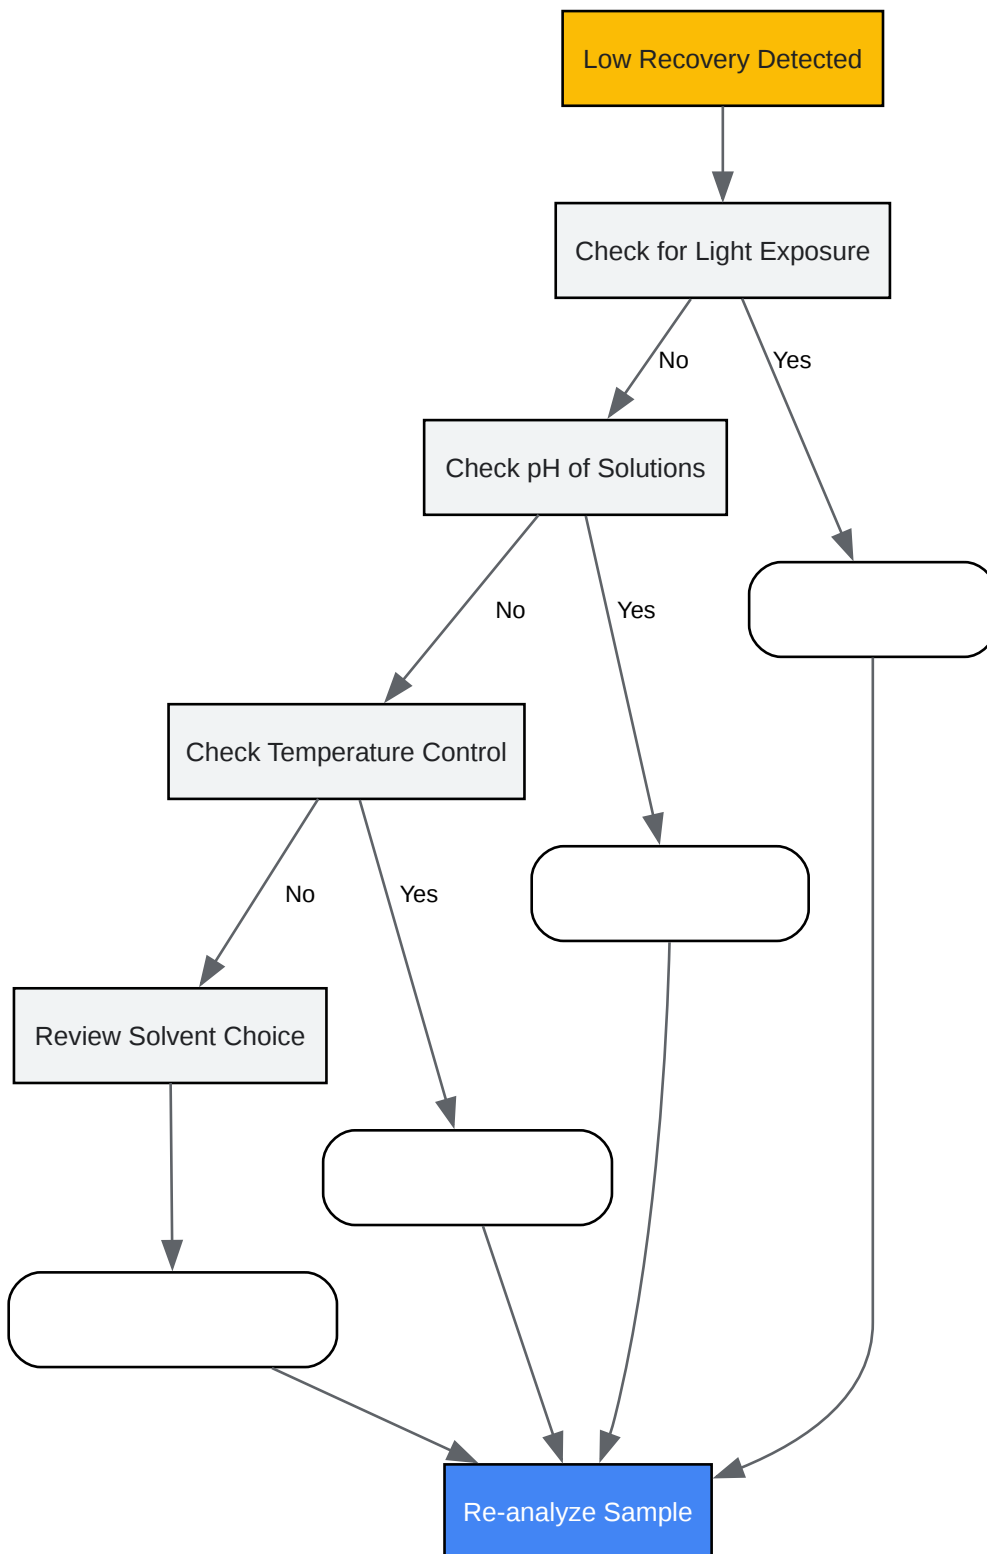 Low Recovery Detected
Check for Light Exposure
No
Yes
Check pH of Solutions
No
Yes
Check Temperature Control
No
Yes
Review Solvent Choice
Re-analyze Sample